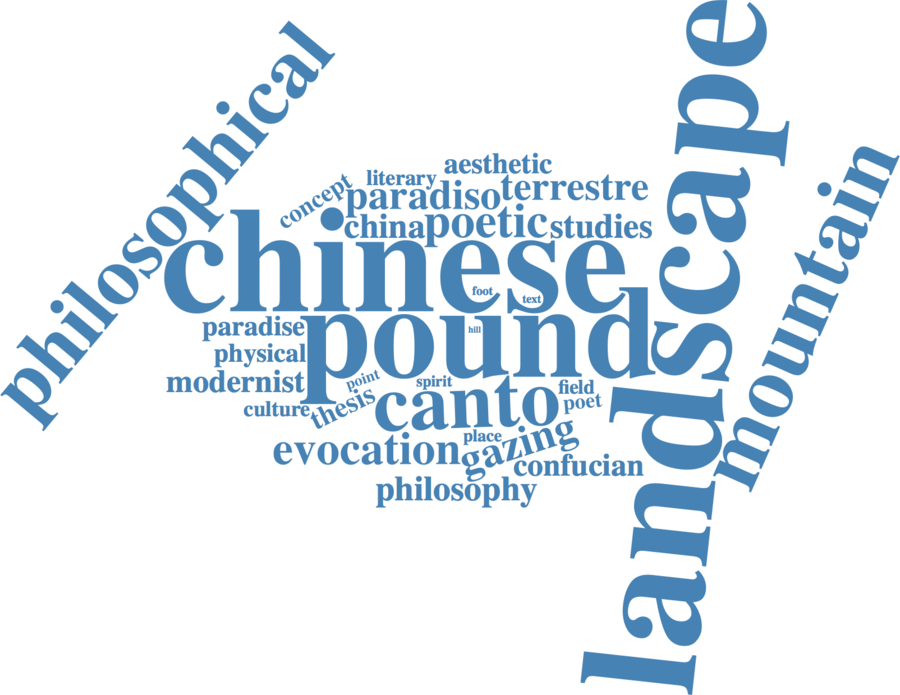 philosophical
landscape
mountain
aesthetic
literary
concept
paradiso
terrestre
china
poetic
studies
chinese
foot
text
pound
hill
paradise
physical
modernist
point
spirit
field
culture
thesis
canto
poet
place
evocation
gazing
confucian
philosophy